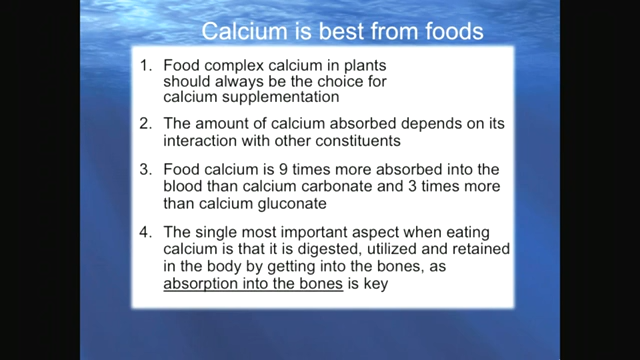 Calcium is best from foods
1. Food complex calcium in plants
should always be the choice for
calcium supplementation
2. The amount of calcium absorbed depends on its
interaction with other constituents
3. Food calcium is 9 times more absorbed into the
blood than calcium carbonate and 3 times more
than calcium gluconate
4. The single most important aspect when eating
calcium is that it is digested, utilized and retained
in the body by getting into the bones, as
absorption into the bones is key